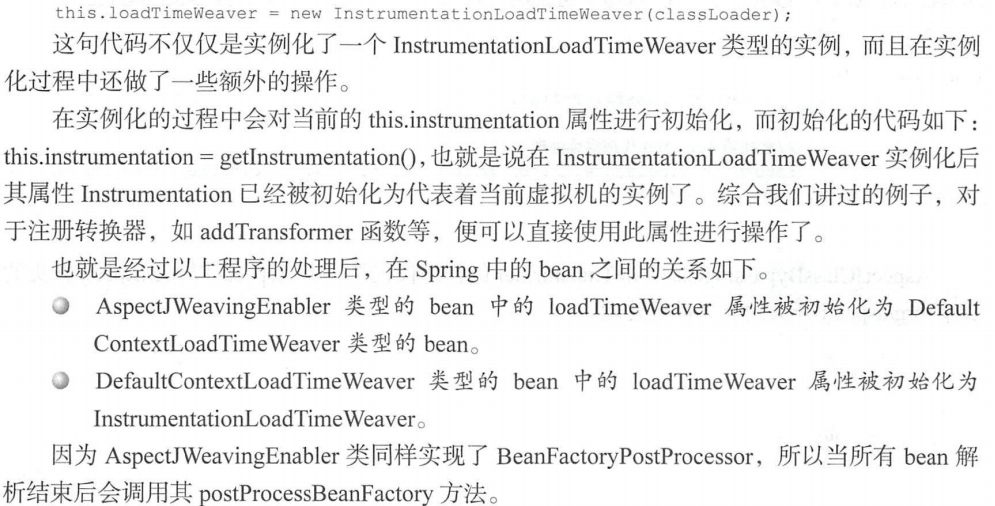 this.loadTimeWeaver = new InstrumentationLoadTimeWeaver(classLoader);
这句代码不仅仅是实例化了一个 InstrumentationLoadTimeWeaver 类型的实例，而且在实例
化过程中还做了一些额外的操作。
在实例化的过程中会对当前的 this.instrumentation 属性进行初始化，而初始化的代码如下：
this.instrumentation = getInstrumentation()，也就是说在 InstrumentationLoadTimeWeaver 实例化后
其属性 Instrumentation 已经被初始化为代表着当前虚拟机的实例了。综合我们讲过的例子，对
于注册转换器，如 addTransformer 函数等，便可以直接使用此属性进行操作了。
也就是经过以上程序的处理后，在 Spring 中的 bean 之间的关系如下。
AspectJWeavingEnabler 类型的 bean 中的 loadTimeWeaver 属性被初始化为 Default
ContextLoadTimeWeaver 类型的 bean。
DefaultContextLoadTimeWeaver 类型的 bean 中的 loadTimeWeaver 属性被初始化为
InstrumentationLoadTimeWeaver。
因为 AspectJWeavingEnabler 类同样实现了 BeanFactoryPostProcessor，所以当所有 bean 解
析结束后会调用其 postProcessBeanFactory 方法。